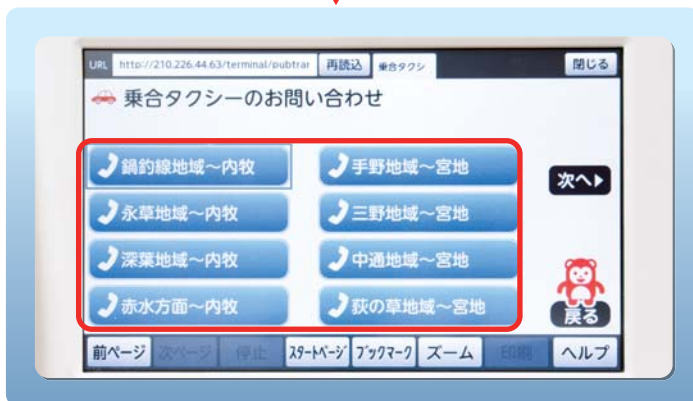 URL http://210.226.44.63/terminal/pubtrar 再読込 乗合タクシ 閉じる
乗合タクシーのお問い合わせ
鍋釣線地域～内牧 手野地域～宮地
次へ▶
永草地域～内牧 三野地域～宮地
深葉地域～内牧 中通地域～宮地
赤水方面～内牧 荻の草地域～宮地
戻る
前ページ 次ページ 停止 スタートページ ブックマーク ズーム 印刷 ヘルプ